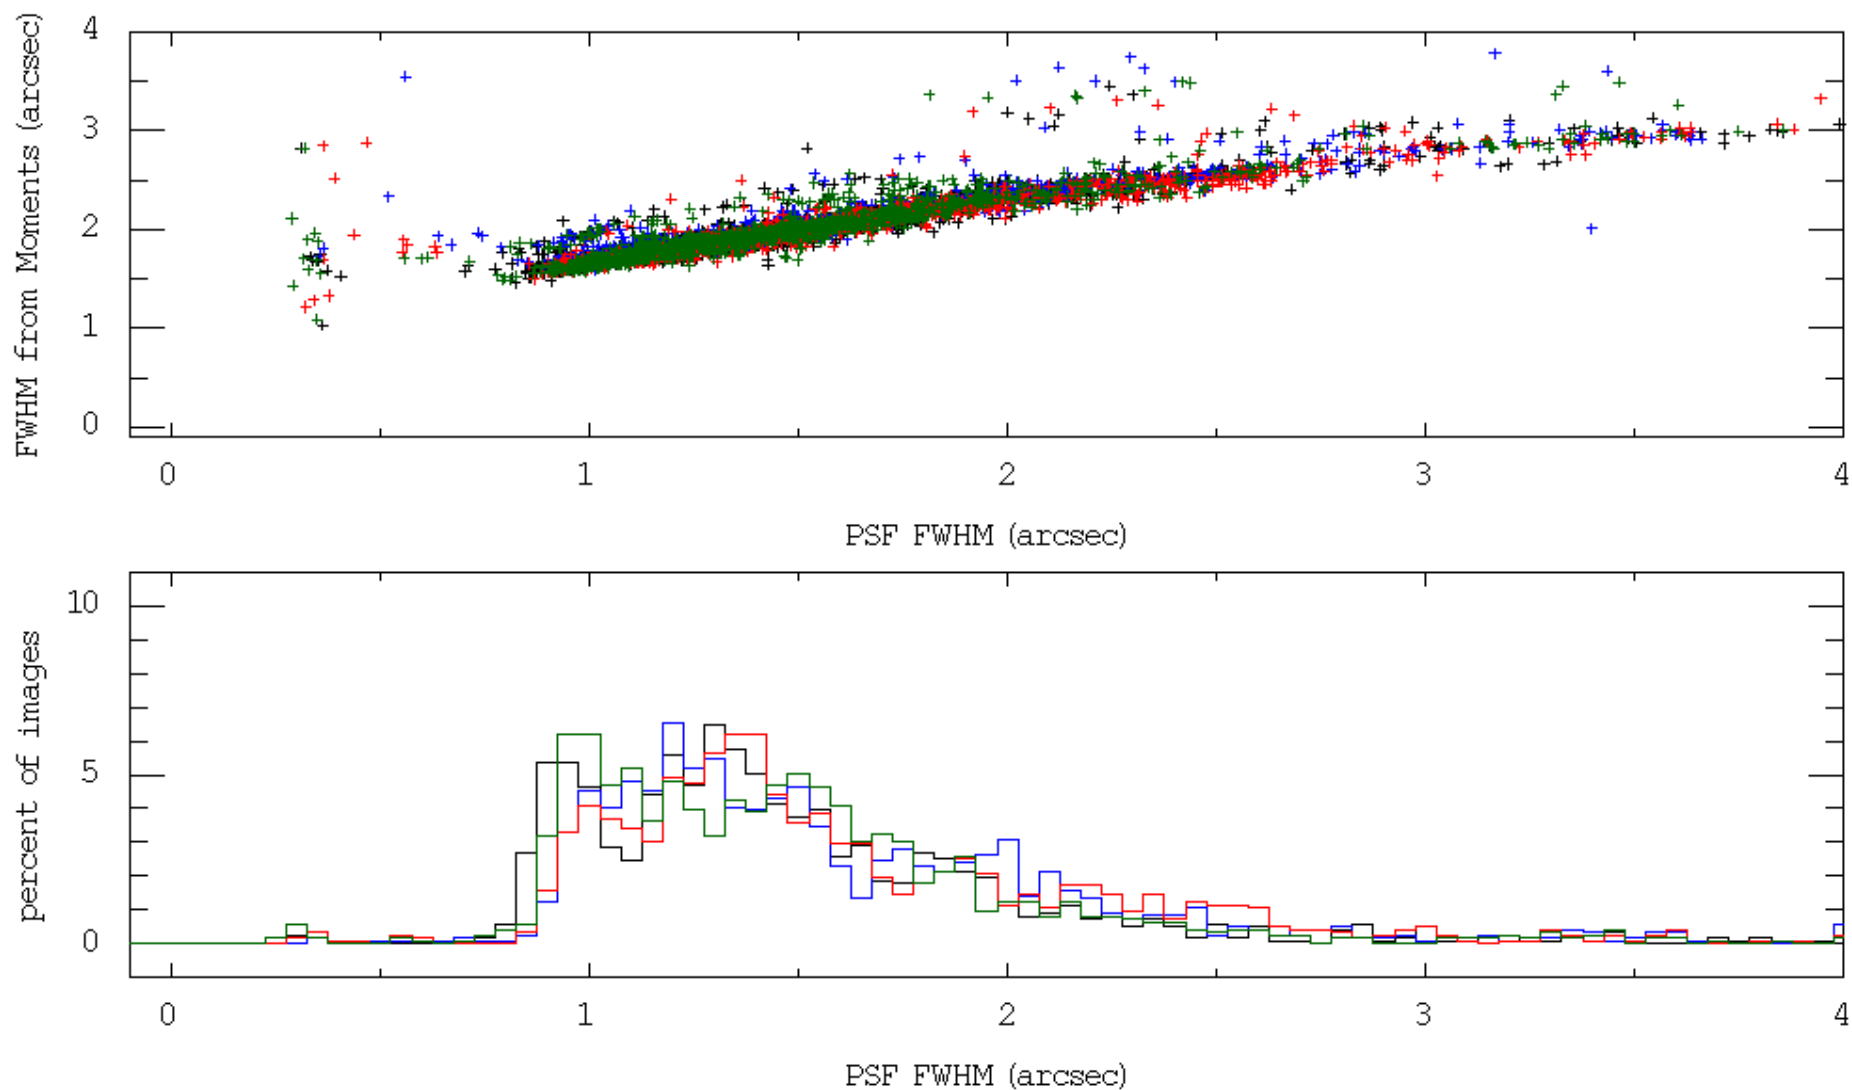 4
3
2
1
0
FWHM from Moments (arcsec)
0 1 2 3 4
PSF FWHM (arcsec)
10
5
0
percent of images
0 1 2 3 4
PSF FWHM (arcsec)